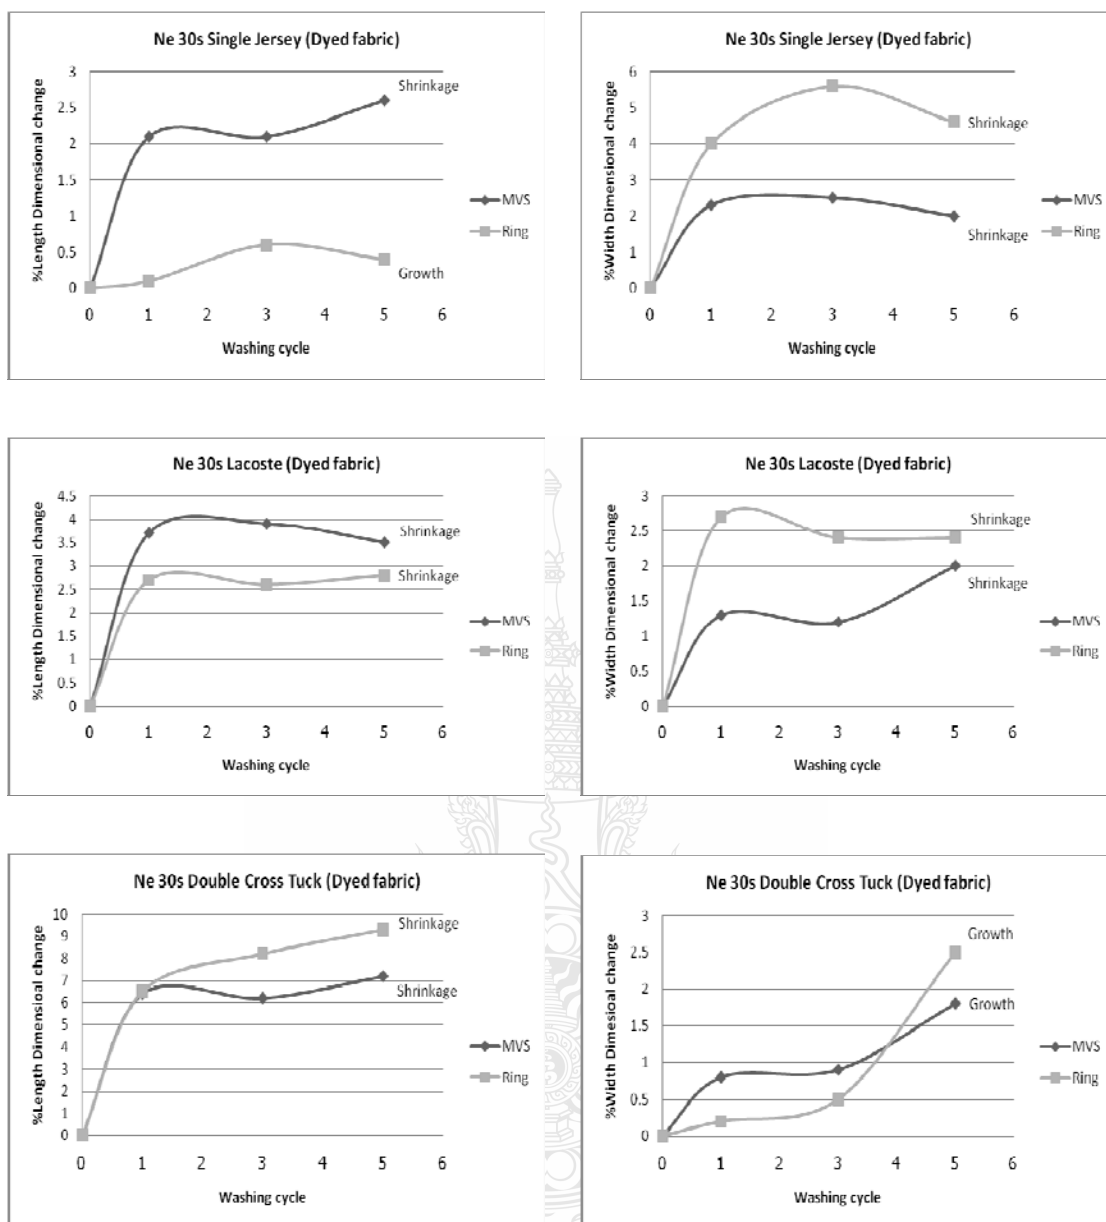 Ne 30s Single Jersey (Dyed fabric)
%Length Dimensional change
3
2.5
2
1.5
1
0.5
0
0 1 2 3 4 5 6
Washing cycle
Shrinkage
Growth
MVS
Ring
Ne 30s Single Jersey (Dyed fabric)
%Width Dimensional change
6
5
4
3
2
1
0
0 1 2 3 4 5 6
Washing cycle
Shrinkage
Shrinkage
MVS
Ring
Ne 30s Lacoste (Dyed fabric)
%Length Dimensional change
4.5
4
3.5
3
2.5
2
1.5
1
0.5
0
0 1 2 3 4 5 6
Washing cycle
Shrinkage
Shrinkage
MVS
Ring
Ne 30s Lacoste (Dyed fabric)
%Width Dimensional change
3
2.5
2
1.5
1
0.5
0
0 1 2 3 4 5 6
Washing cycle
Shrinkage
Shrinkage
MVS
Ring
Ne 30s Double Cross Tuck (Dyed fabric)
%Length Dimensioal change
10
9
8
7
6
5
4
3
2
1
0
0 1 2 3 4 5 6
Washing cycle
Shrinkage
Shrinkage
MVS
Ring
Ne 30s Double Cross Tuck (Dyed fabric)
%Width Dimesioal change
3
2.5
2
1.5
1
0.5
0
0 1 2 3 4 5 6
Washing cycle
Growth
Growth
MVS
Ring